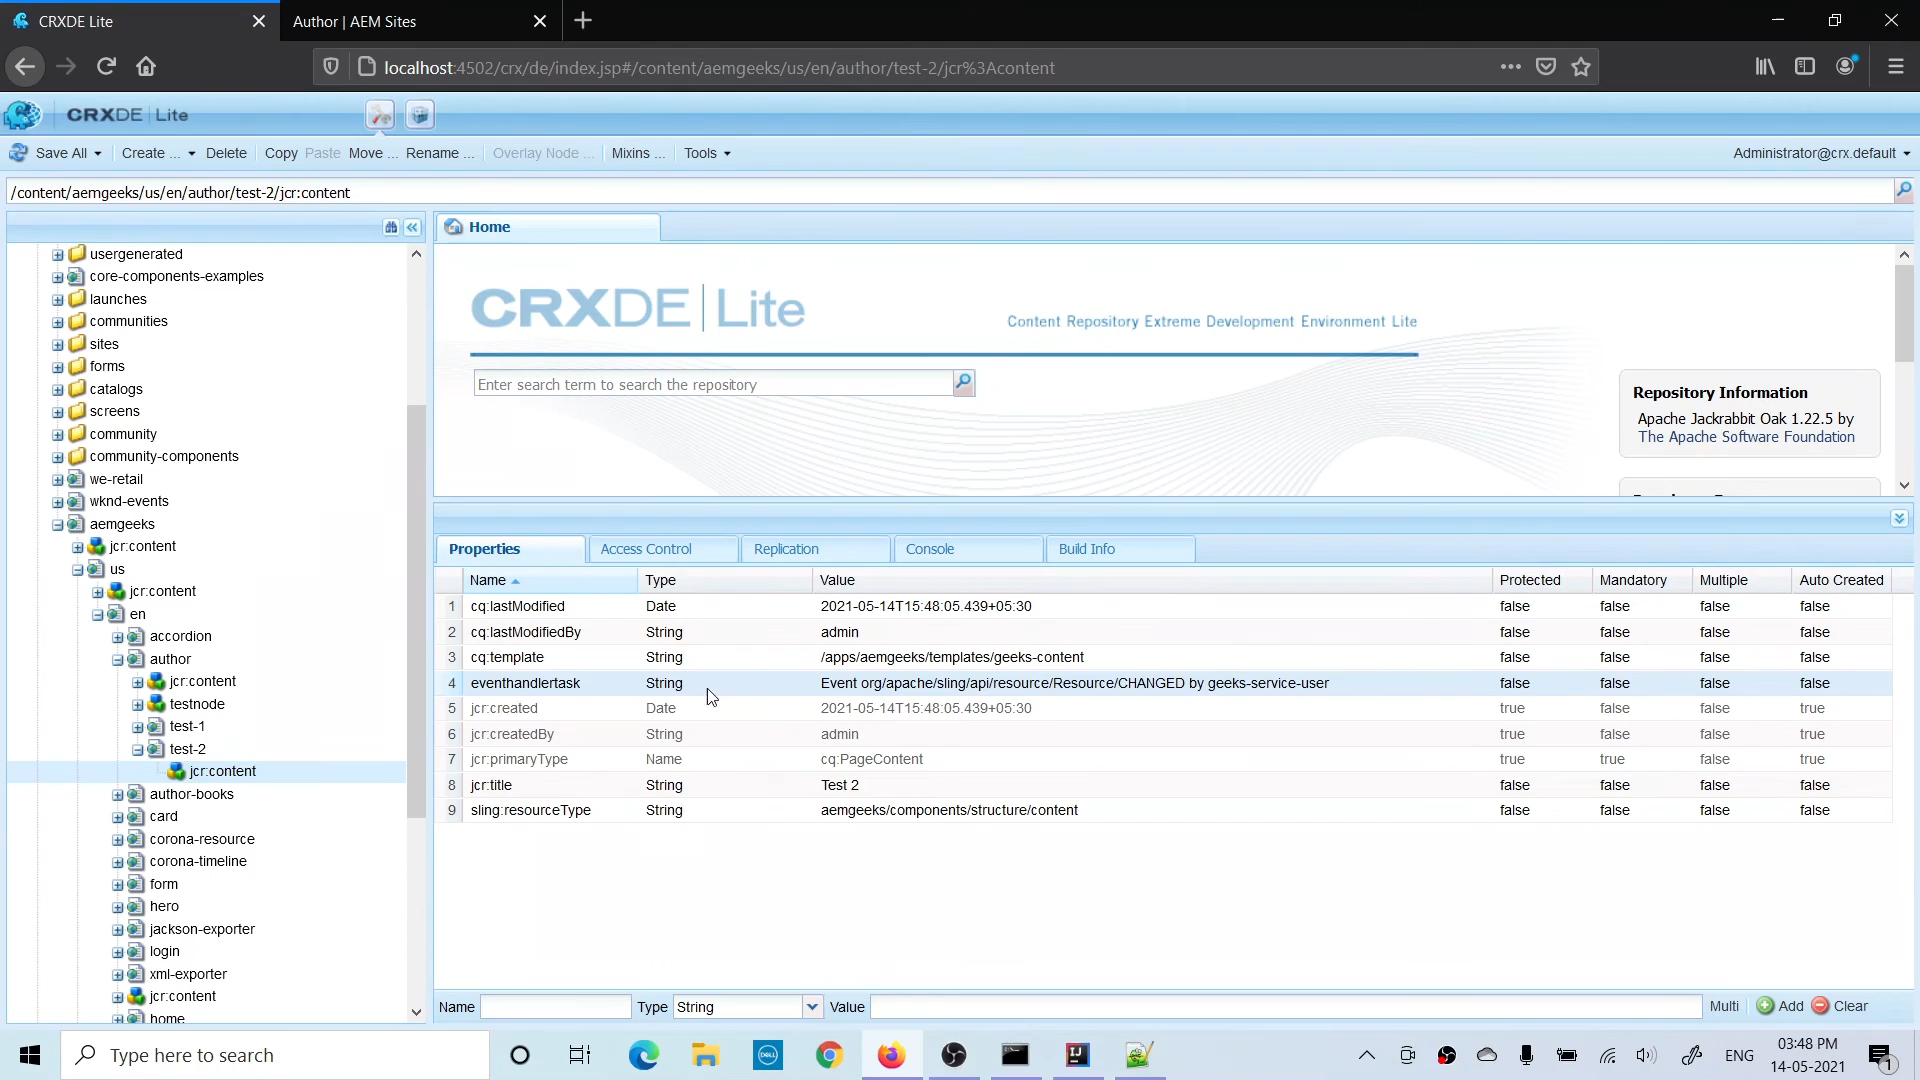 CRXDE Lite
Author | AEM Sites
localhost:4502/crx/de/index.jsp#/content/aemgeeks/us/en/author/test-2/jcr%3Acontent
CRXDE | Lite
Save All Create ... Delete Copy Paste Move ... Rename ... Overlay Node ... Mixins ... Tools Administrator@crx.default
/content/aemgeeks/us/en/author/test-2/jcr:content
Home
usergenerated
core-components-examples
launches
communities
sites
forms
catalogs
screens
community
community-components
we-retail
wknd-events
aemgeeks
jcr:content
us
jcr:content
en
accordion
author
jcr:content
testnode
test-1
test-2
jcr:content
author-books
card
corona-resource
corona-timeline
form
hero
jackson-exporter
login
xml-exporter
jcr:content
home
CRXDE | Lite
Content Repository Extreme Development Environment Lite
Enter search term to search the repository
Repository Information
Apache Jackrabbit Oak 1.22.5 by
The Apache Software Foundation
Properties Access Control Replication Console Build Info
Name Type Value Protected Mandatory Multiple Auto Created
1 cq:lastModified Date 2021-05-14T15:48:05.439+05:30 false false false false
2 cq:lastModifiedBy String admin false false false false
3 cq:template String /apps/aemgeeks/templates/geeks-content false false false false
4 eventhandlertask String Event org/apache/sling/api/resource/Resource/CHANGED by geeks-service-user false false false false
5 jcr:created Date 2021-05-14T15:48:05.439+05:30 true false false true
6 jcr:createdBy String admin true false false true
7 jcr:primaryType Name cq:PageContent true true false true
8 jcr:title String Test 2 false false false false
9 sling:resourceType String aemgeeks/components/structure/content false false false false
Name Type String Value Multi Add Clear
Type here to search
DELL
IJ
ENG
03:48 PM
14-05-2021
1